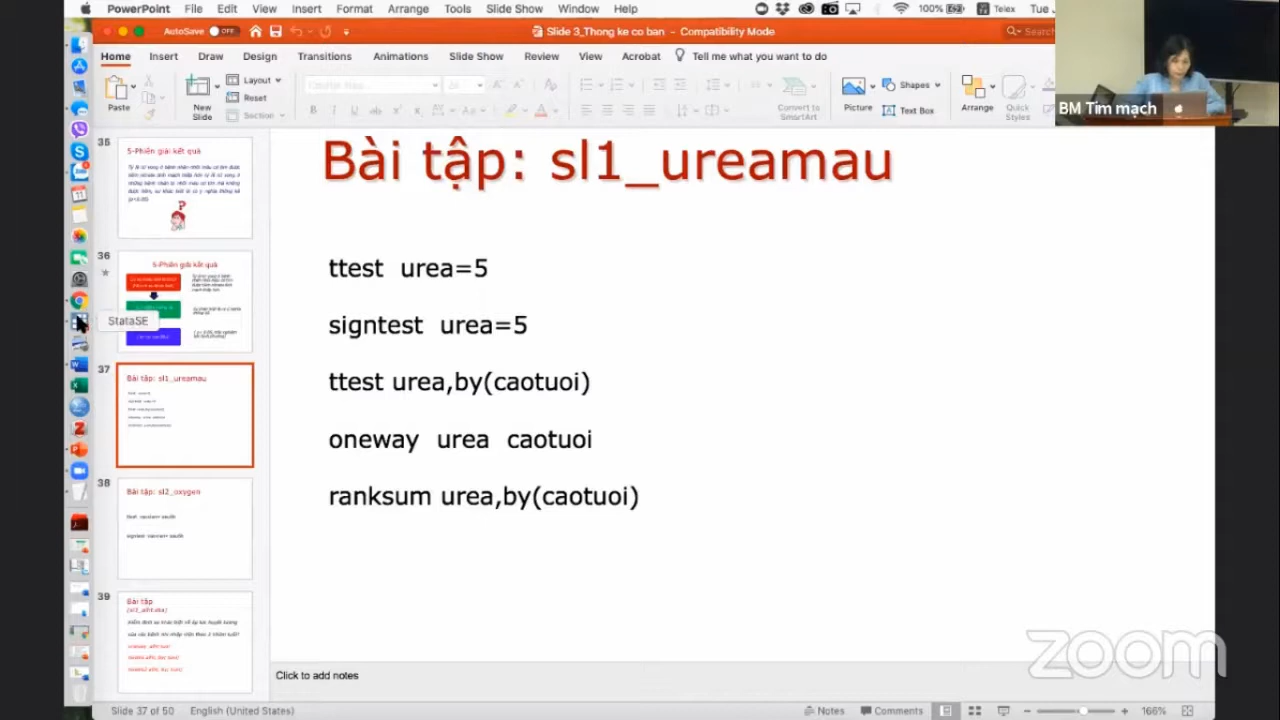 PowerPoint File Edit View Insert Format Arrange Tools Slide Show Window Help 100% Telex Tue
AutoSave OFF Slide 3_Thong ke co ban - Compatibility Mode Search
Home Insert Draw Design Transitions Animations Slide Show Review View Acrobat Tell me what you want to do
Paste New Slide Layout Reset Section Convert to SmartArt Picture Shapes Text Box Arrange Quick Styles
BM Tim mạch
35
5-Phiên giải kết quả
36
6-Phiên giải kết quả
StataSE
37
Bài tập: sl1_ureamau
38
Bài tập: sl2_oxygen
39
Bài tập
Bài tập: sl1_ureamau
ttest urea=5
signtest urea=5
ttest urea,by(caotuoi)
oneway urea caotuoi
ranksum urea,by(caotuoi)
zoom
Click to add notes
Slide 37 of 50 English (United States) Notes Comments 166%